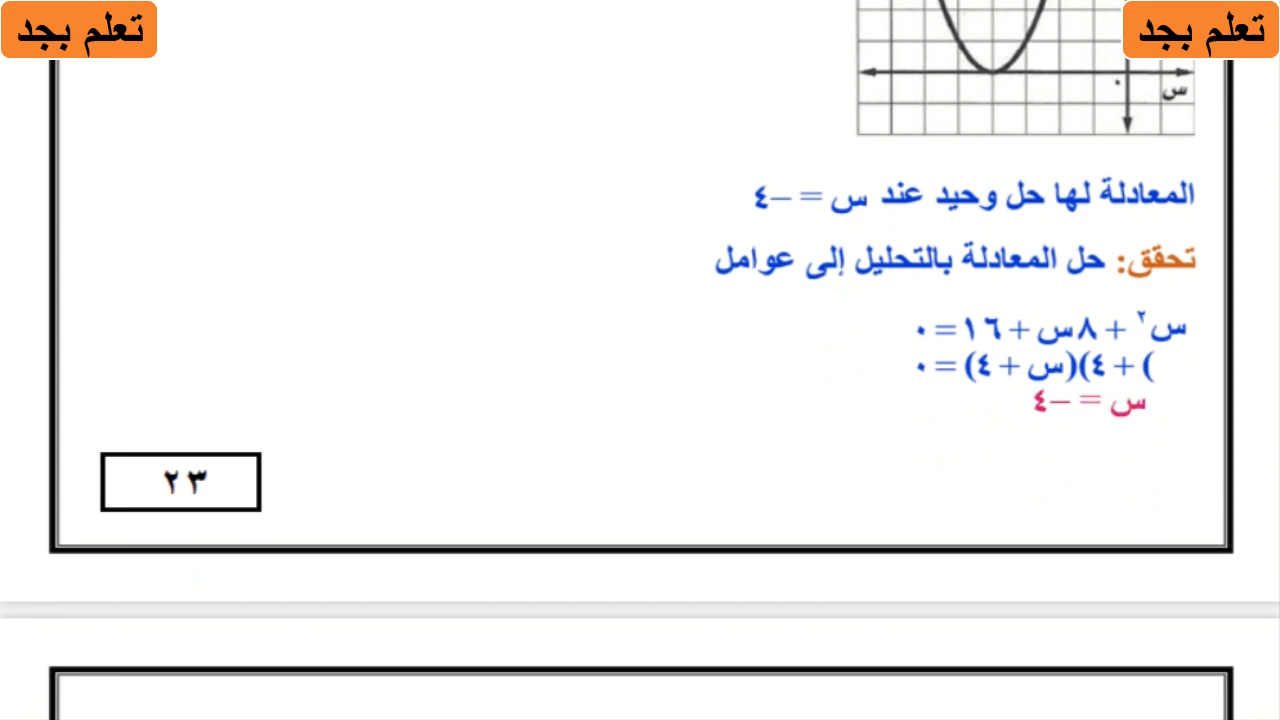 تعلم بجد
تعلم بجد
٠
س
المعادلة لها حل وحيد عند س = –٤
تحقق: حل المعادلة بالتحليل إلى عوامل
س٢ + ٨س + ١٦ = ٠
( + ٤)(س + ٤) = ٠
س = –٤
٢٣